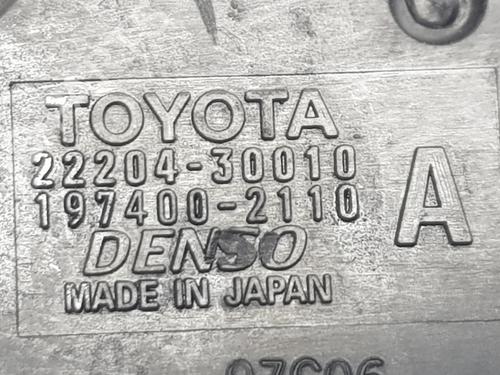 TOYOTA
22204-30010
197400-2110
DENSO
A
MADE IN JAPAN